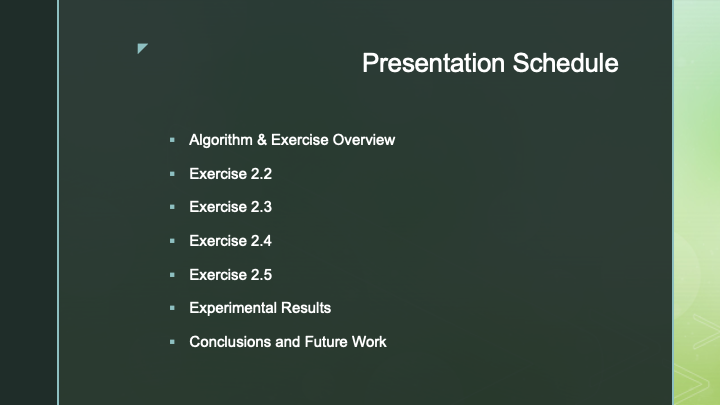 Presentation Schedule
▪ Algorithm & Exercise Overview
▪ Exercise 2.2
▪ Exercise 2.3
▪ Exercise 2.4
▪ Exercise 2.5
▪ Experimental Results
▪ Conclusions and Future Work